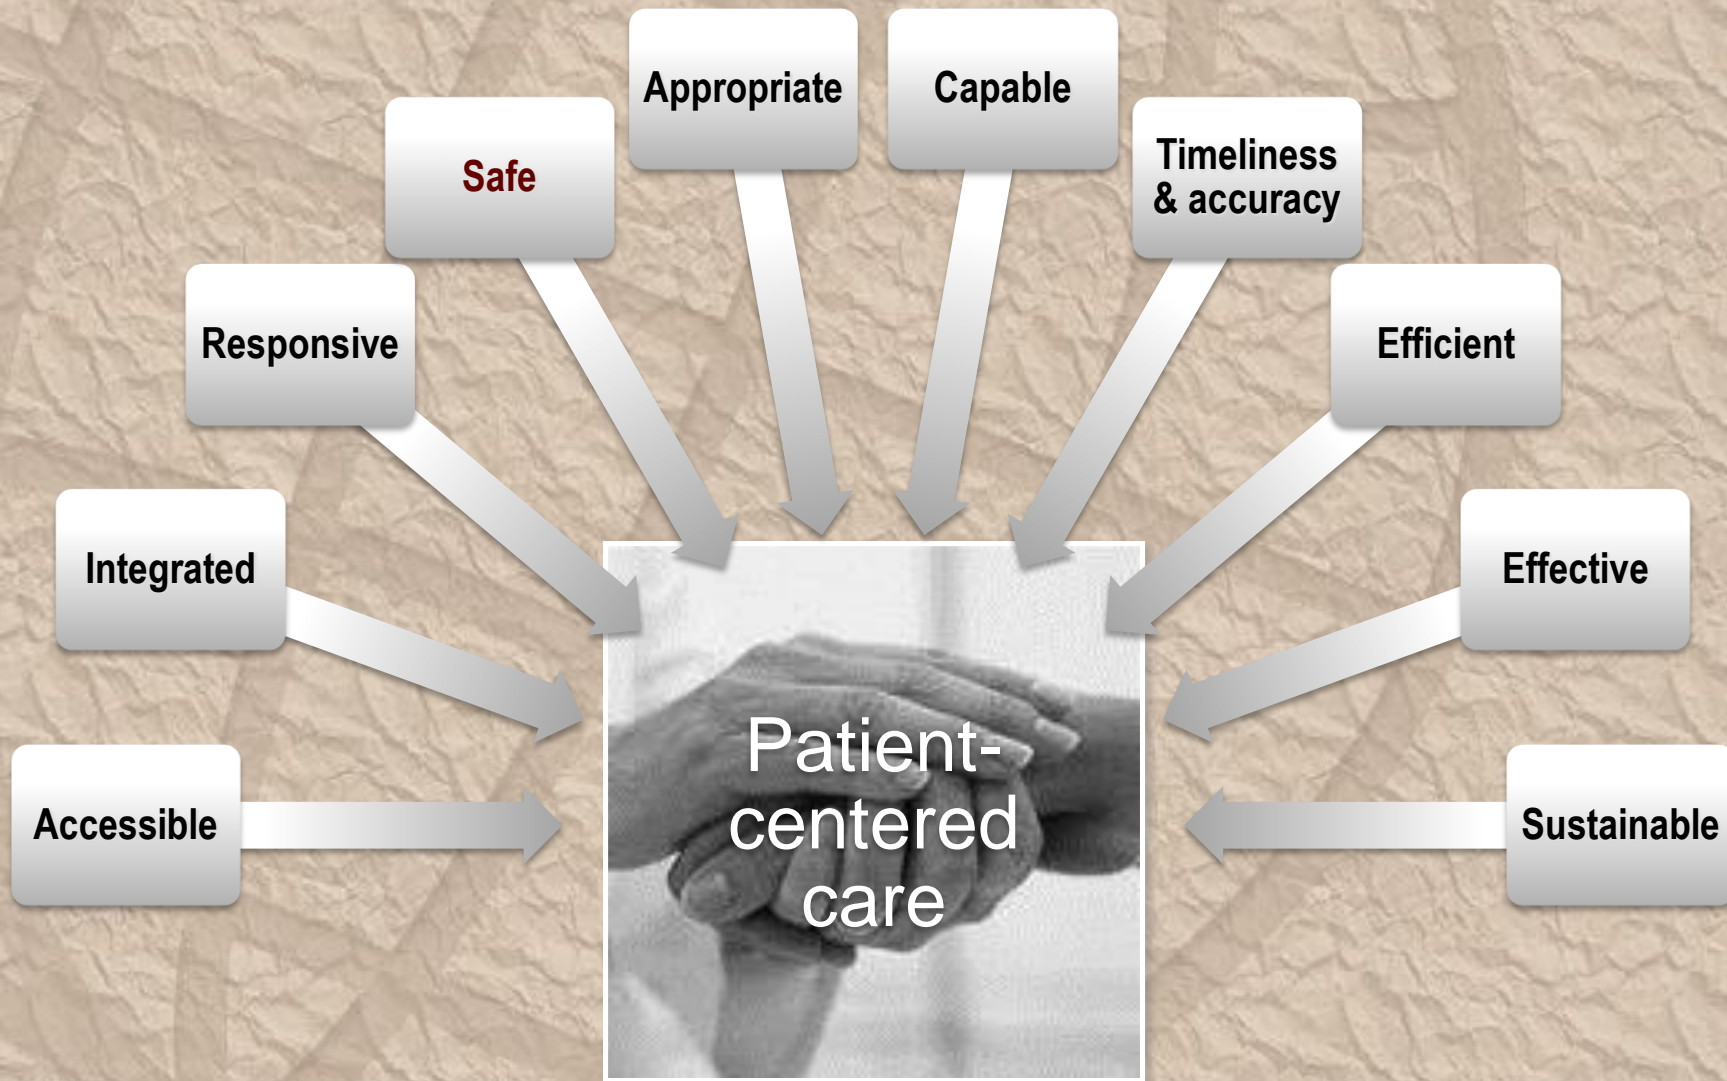 Appropriate
Capable
Safe
Timeliness
& accuracy
Responsive
Efficient
Integrated
Effective
Accessible
Sustainable
Patient-
centered
care